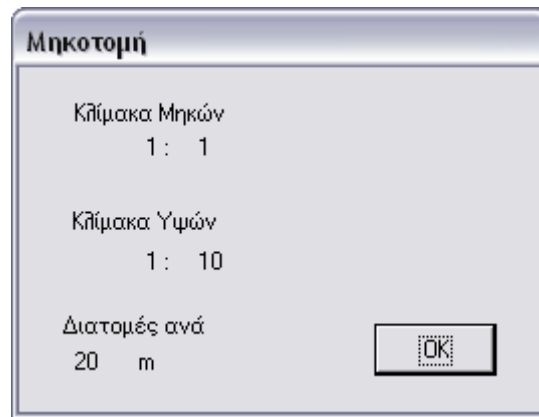 Μηκοτομή
Κλίμακα Μηκών
1 : 1
Κλίμακα Υψών
1 : 10
Διατομές ανά
20 m
OK